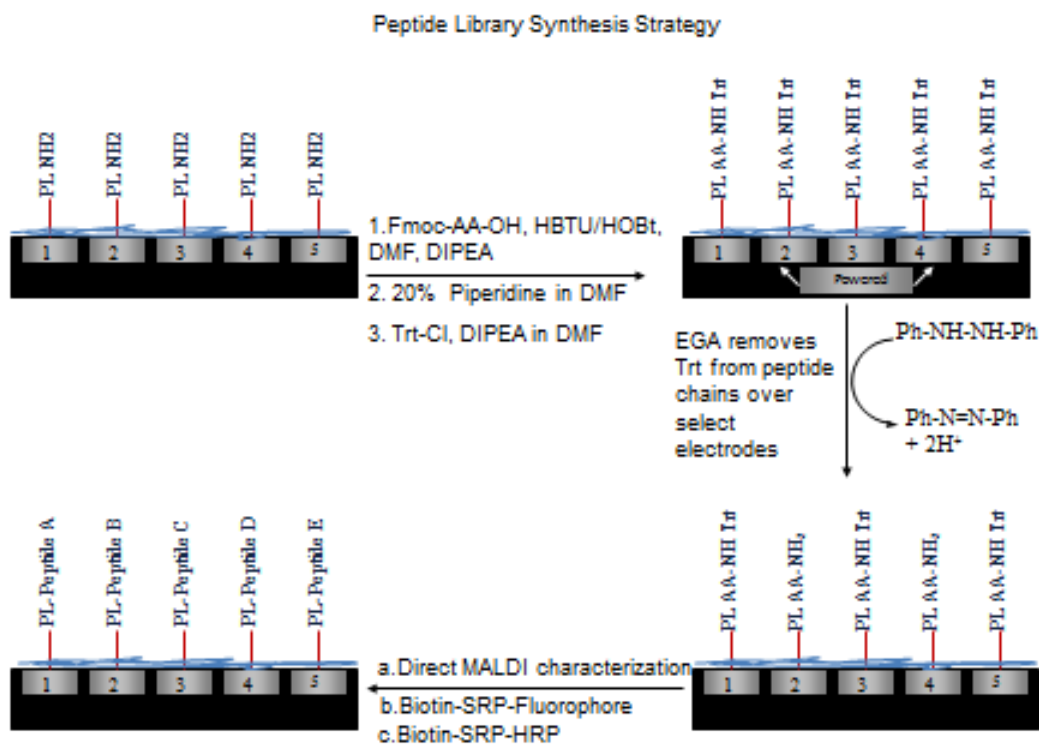 Peptide Library Synthesis Strategy
PL NH2
PL NH2
PL NH2
PL NH2
PL NH2
1 2 3 4 5
1.Fmoc-AA-OH, HBTU/HOBt,
DMF, DIPEA
2. 20% Piperidine in DMF
3. Trt-Cl, DIPEA in DMF
PL AA-NH Trt
PL AA-NH Trt
PL AA-NH Trt
PL AA-NH Trt
PL AA-NH Trt
1 2 3 4 5
Powered
EGA removes
Trt from peptide
chains over
select
electrodes
Ph-NH-NH-Ph
Ph-N=N-Ph
+ 2H⁺
PL AA-NH Trt
PL AA-NH₂
PL AA-NH Trt
PL AA-NH₂
PL AA-NH Trt
1 2 3 4 5
a.Direct MALDI characterization
b.Biotin-SRP-Fluorophore
c.Biotin-SRP-HRP
PL-Peptile A
PL-Peptile B
PL-Peptile C
PL-Peptile D
PL-Peptile E
1 2 3 4 5